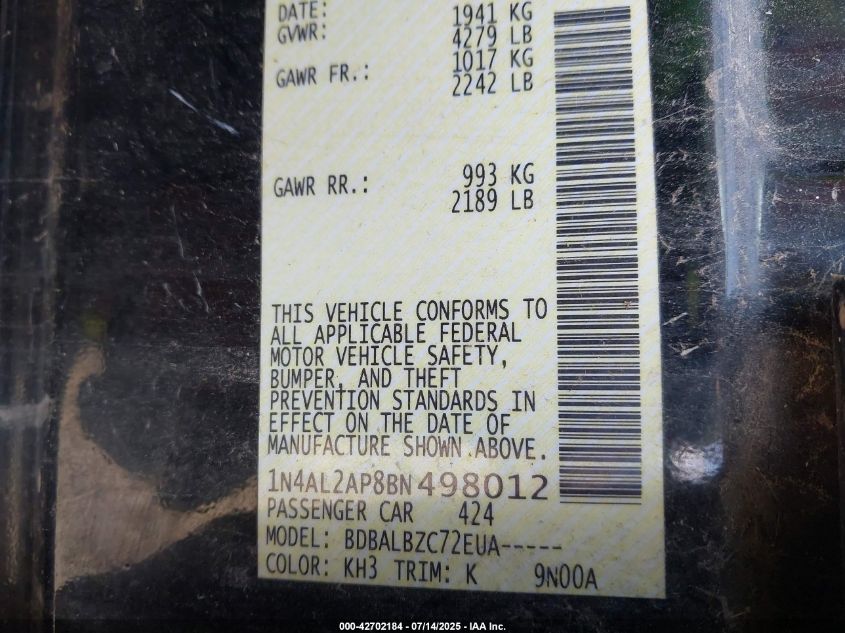 DATE: 1941 KG
GVWR: 4279 LB
1017 KG
GAWR FR.: 2242 LB
993 KG
GAWR RR.: 2189 LB
THIS VEHICLE CONFORMS TO
ALL APPLICABLE FEDERAL
MOTOR VEHICLE SAFETY,
BUMPER, AND THEFT
PREVENTION STANDARDS IN
EFFECT ON THE DATE OF
MANUFACTURE SHOWN ABOVE.
1N4AL2AP8BN498012
PASSENGER CAR 424
MODEL: BDBALBZC72EUA-----
COLOR: KH3 TRIM: K 9N00A
000-42702184 - 07/14/2025 - IAA Inc.